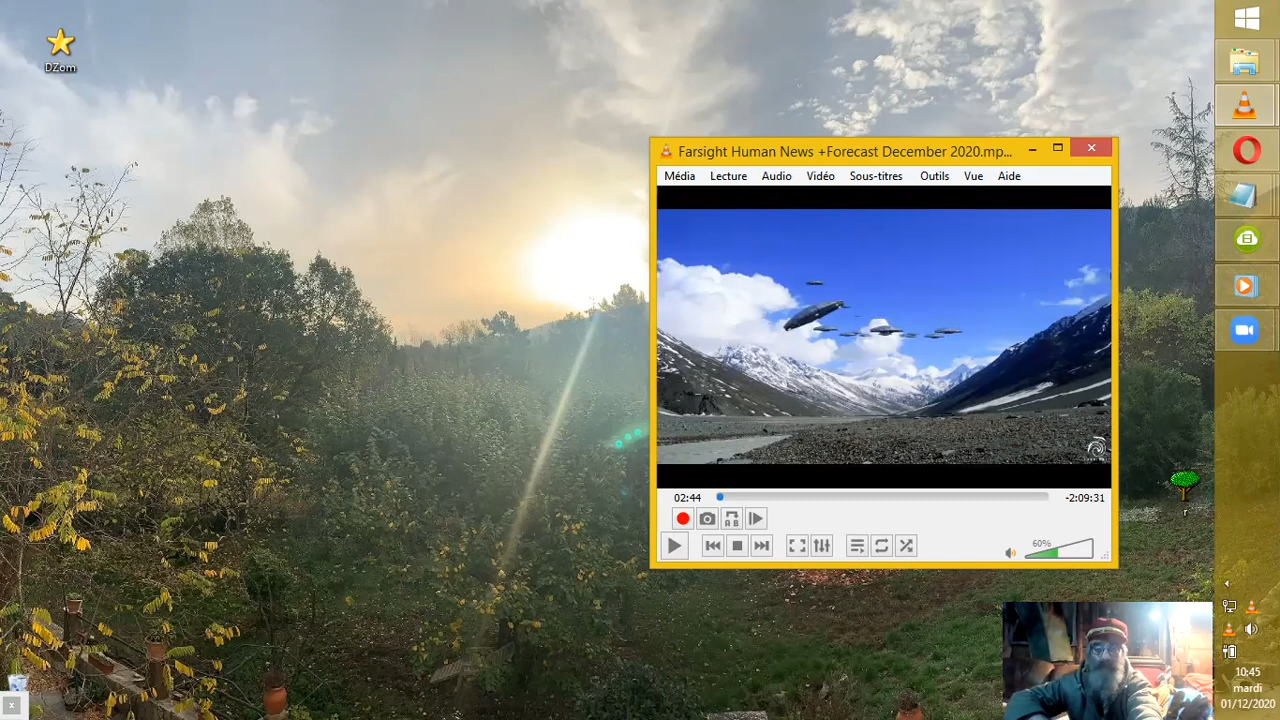 DZom
Farsight Human News +Forecast December 2020.mp...
Média Lecture Audio Vidéo Sous-titres Outils Vue Aide
02:44
-2:09:31
A B
60%
r
10:45
mardi
01/12/2020